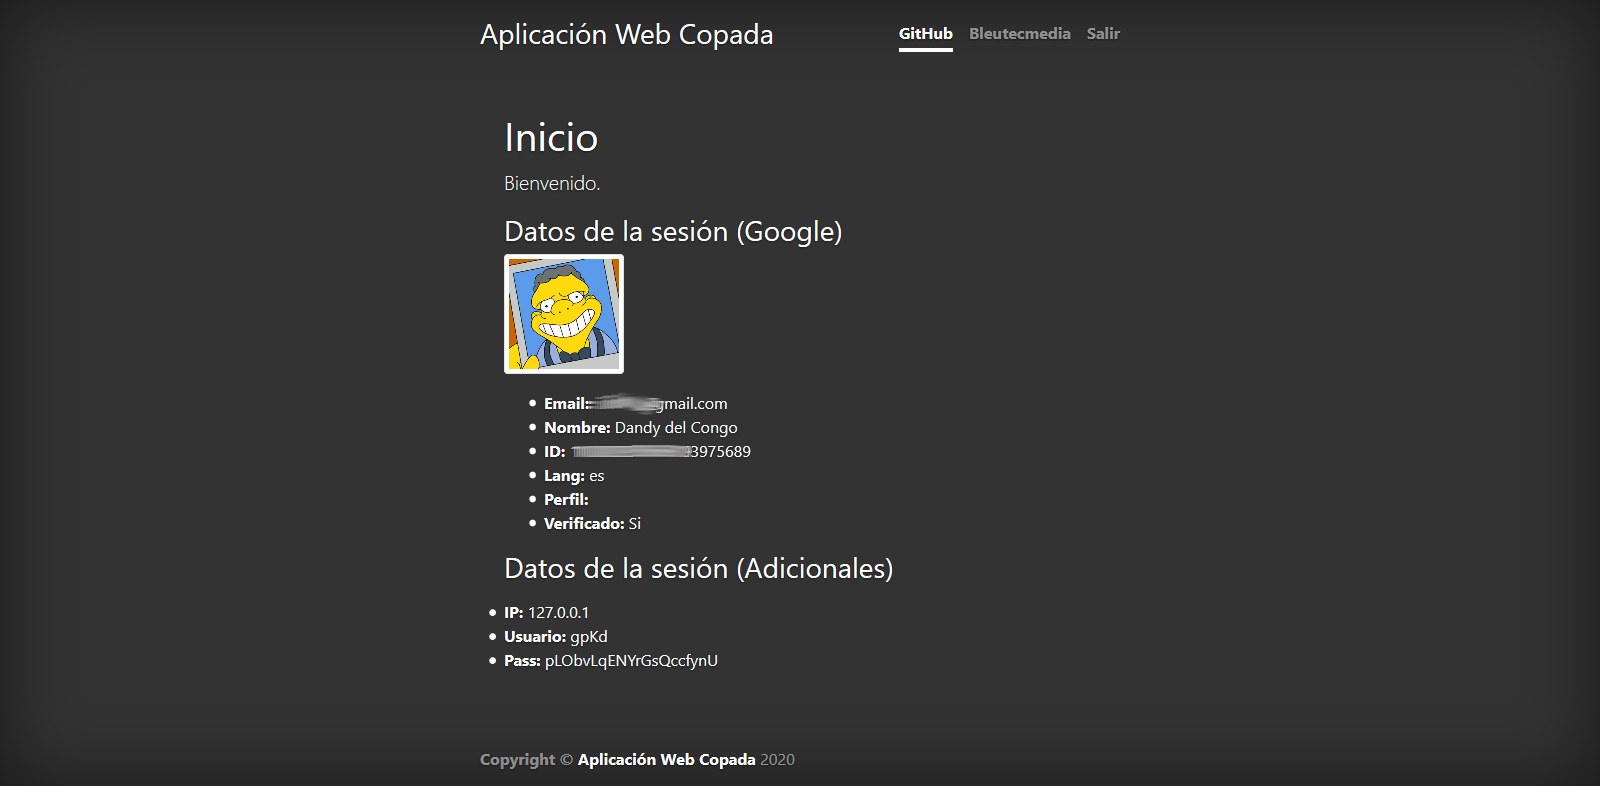 Aplicación Web Copada
GitHub Bleutecmedia Salir
Inicio
Bienvenido.
Datos de la sesión (Google)
Email: gmail.com
Nombre: Dandy del Congo
ID: 3975689
Lang: es
Perfil:
Verificado: Si
Datos de la sesión (Adicionales)
IP: 127.0.0.1
Usuario: gpKd
Pass: pLObvLqENYrGsQccfynU
Copyright © Aplicación Web Copada 2020